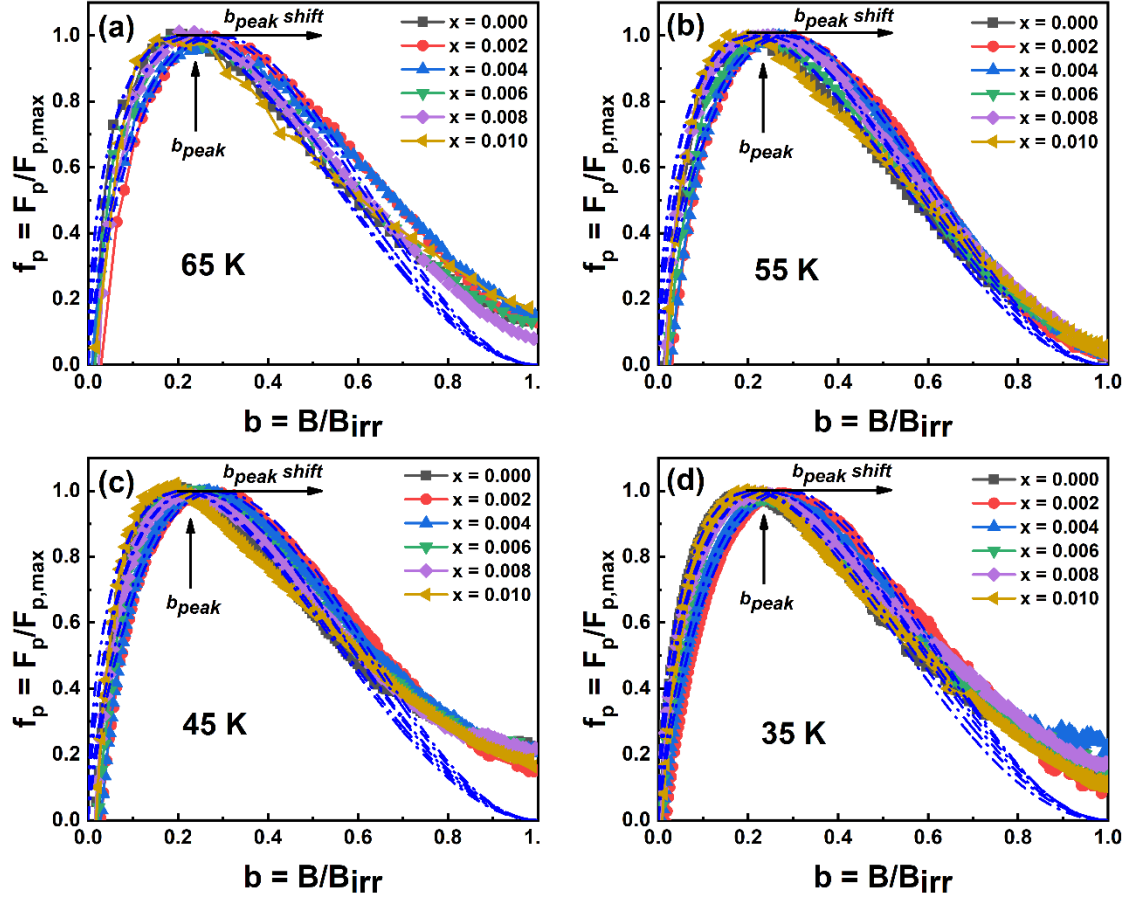 (a)
b_peak shift
x = 0.000
x = 0.002
x = 0.004
x = 0.006
x = 0.008
x = 0.010
b_peak
65 K
f_p = F_p/F_p,max
1.0
0.8
0.6
0.4
0.2
0.0
0.0 0.2 0.4 0.6 0.8 1.
b = B/B_irr
(b)
b_peak shift
x = 0.000
x = 0.002
x = 0.004
x = 0.006
x = 0.008
x = 0.010
b_peak
55 K
f_p = F_p/F_p,max
1.0
0.8
0.6
0.4
0.2
0.0
0.0 0.2 0.4 0.6 0.8 1.0
b = B/B_irr
(c)
b_peak shift
x = 0.000
x = 0.002
x = 0.004
x = 0.006
x = 0.008
x = 0.010
b_peak
45 K
f_p = F_p/F_p,max
1.0
0.8
0.6
0.4
0.2
0.0
0.0 0.2 0.4 0.6 0.8 1.
b = B/B_irr
(d)
b_peak shift
x = 0.000
x = 0.002
x = 0.004
x = 0.006
x = 0.008
x = 0.010
b_peak
35 K
f_p = F_p/F_p,max
1.0
0.8
0.6
0.4
0.2
0.0
0.0 0.2 0.4 0.6 0.8 1.0
b = B/B_irr